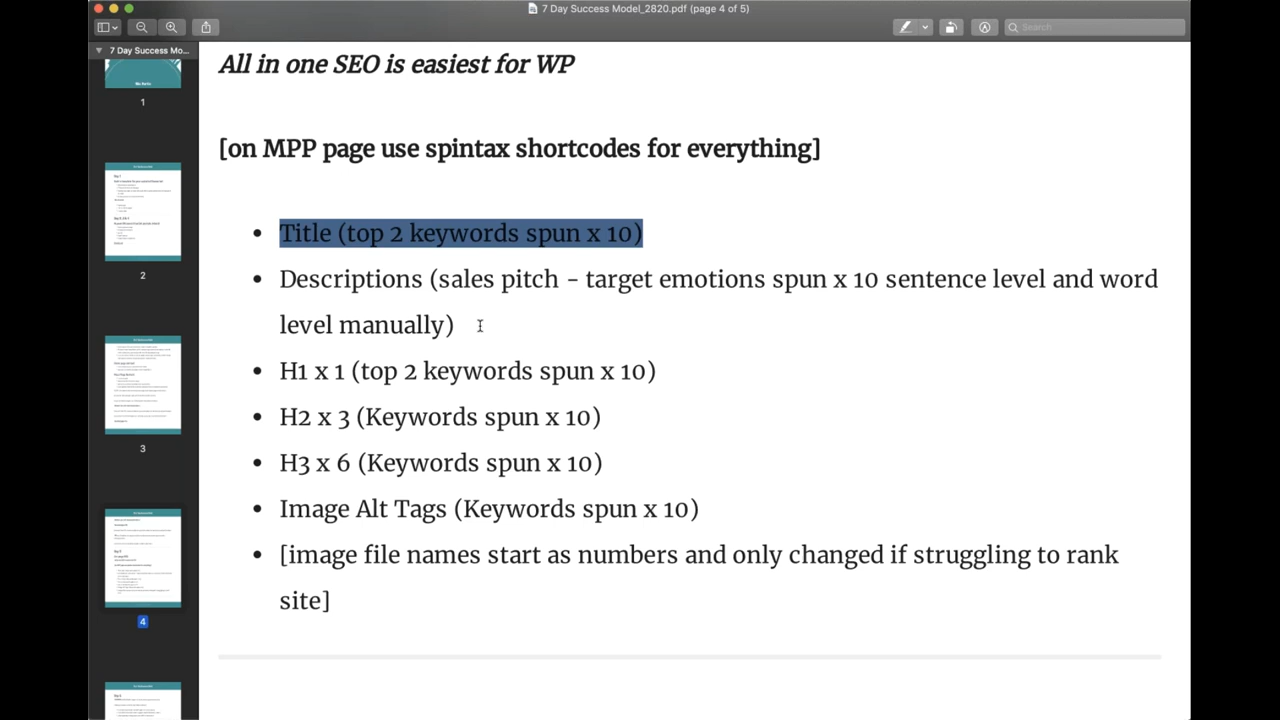 7 Day Success Model_2820.pdf (page 4 of 5)
Search
7 Day Success Mo...
1
2
3
4
All in one SEO is easiest for WP
[on MPP page use spintax shortcodes for everything]
• Title (top 2 keywords spun x 10)
• Descriptions (sales pitch - target emotions spun x 10 sentence level and word
level manually)
• H1 x 1 (top 2 keywords spun x 10)
• H2 x 3 (Keywords spun x 10)
• H3 x 6 (Keywords spun x 10)
• Image Alt Tags (Keywords spun x 10)
• [image file names start as numbers and only changed if struggling to rank
site]